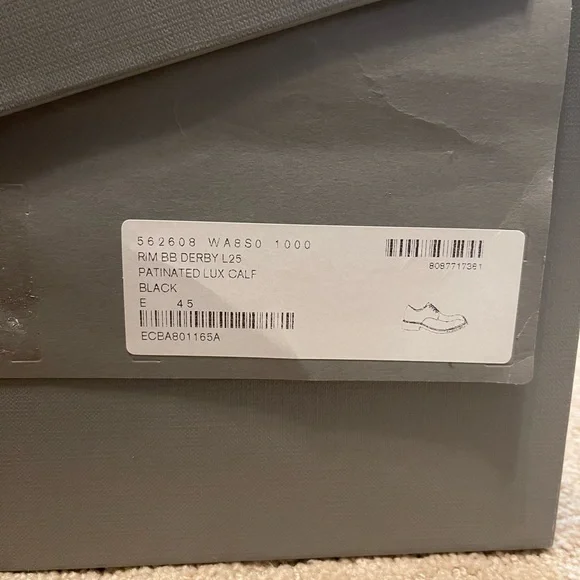 562608 WA8S0 1000
RIM BB DERBY L25
PATINATED LUX CALF
BLACK
E 45
ECBA801165A
8087717361